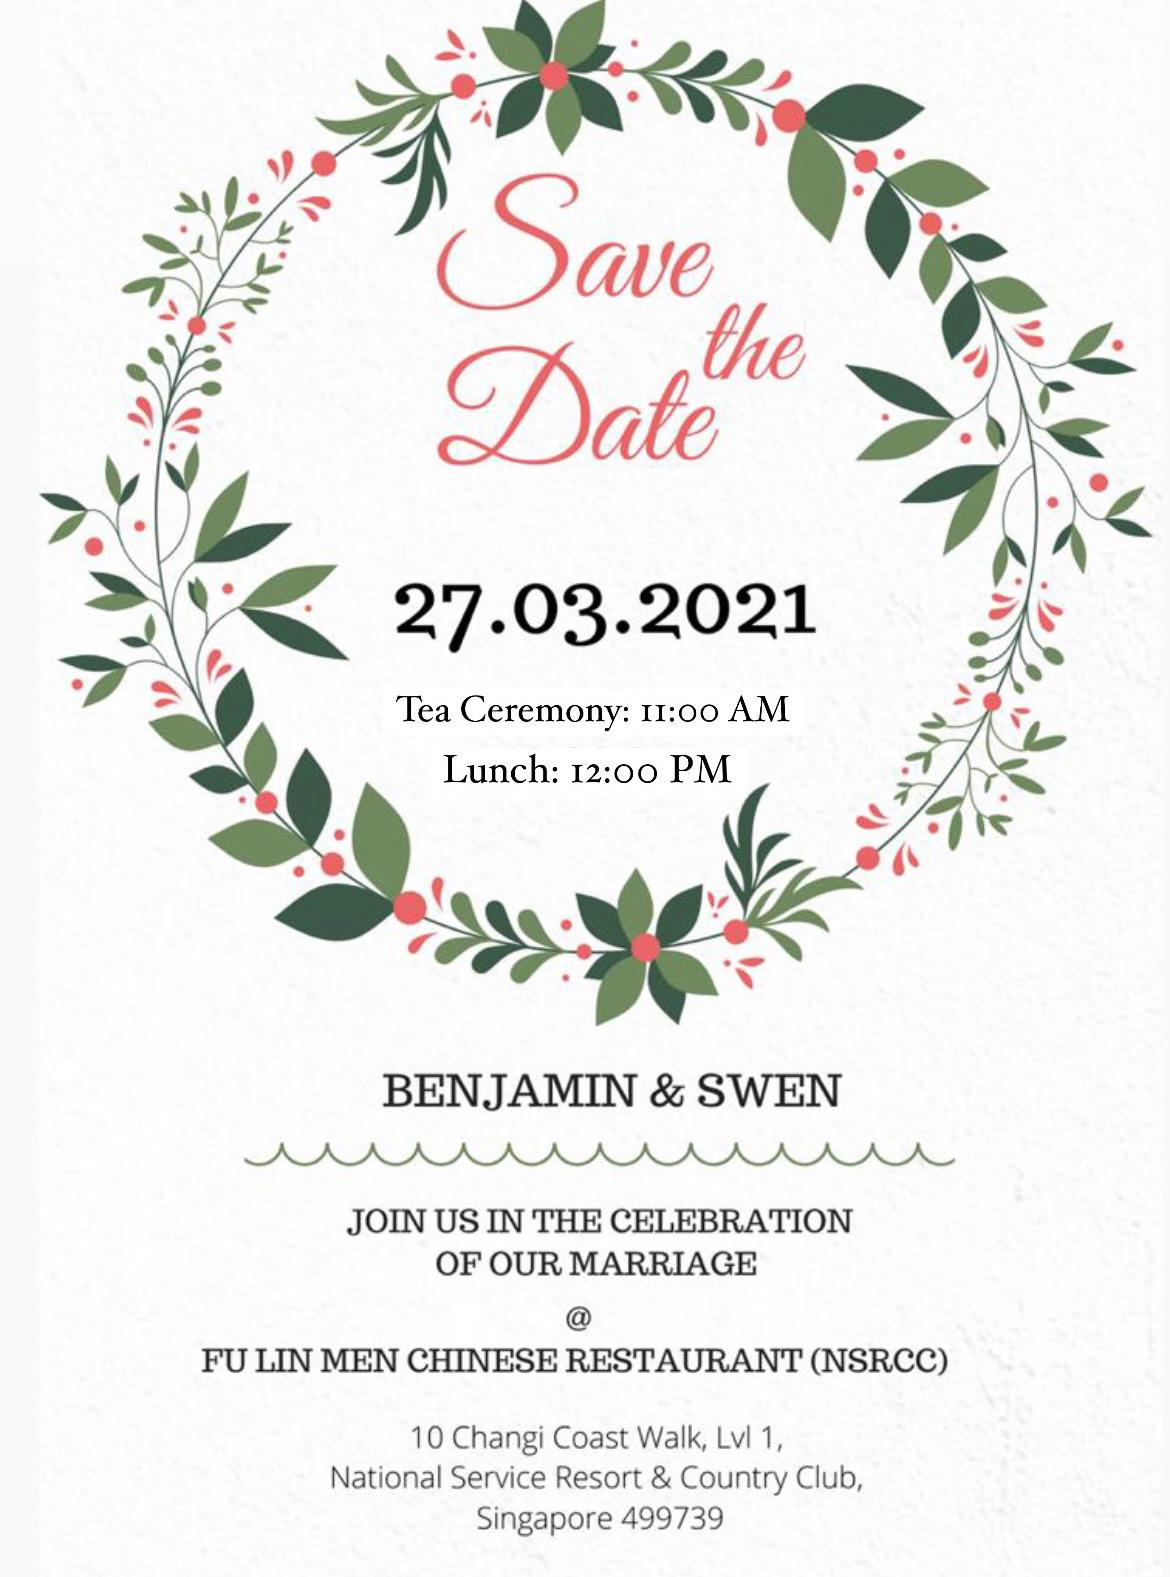 Save
the
Date
27.03.2021
Tea Ceremony: 11:00 AM
Lunch: 12:00 PM
BENJAMIN & SWEN
JOIN US IN THE CELEBRATION
OF OUR MARRIAGE
@
FU LIN MEN CHINESE RESTAURANT (NSRCC)
10 Changi Coast Walk, Lvl 1,
National Service Resort & Country Club,
Singapore 499739